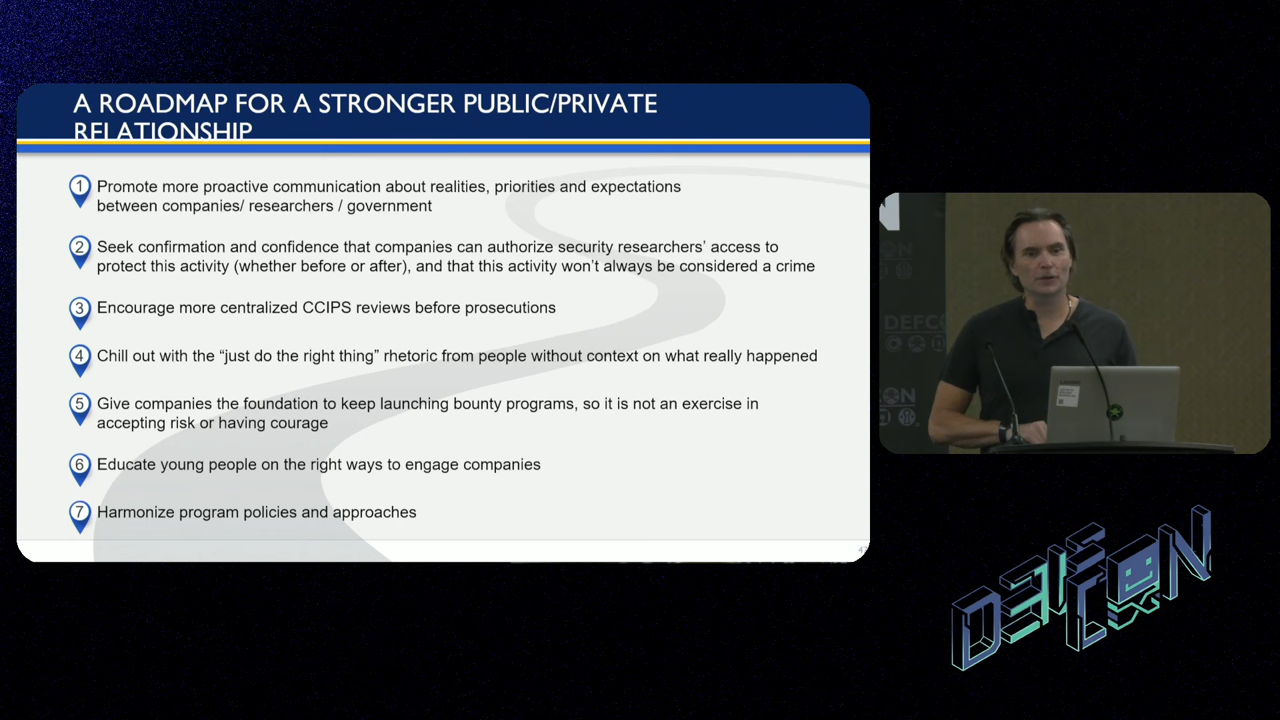 A ROADMAP FOR A STRONGER PUBLIC/PRIVATE
RELATIONSHIP
1 Promote more proactive communication about realities, priorities and expectations
between companies/ researchers / government
2 Seek confirmation and confidence that companies can authorize security researchers’ access to
protect this activity (whether before or after), and that this activity won’t always be considered a crime
3 Encourage more centralized CCIPS reviews before prosecutions
4 Chill out with the “just do the right thing” rhetoric from people without context on what really happened
5 Give companies the foundation to keep launching bounty programs, so it is not an exercise in
accepting risk or having courage
6 Educate young people on the right ways to engage companies
7 Harmonize program policies and approaches
DEFCO
ON
DEF CON